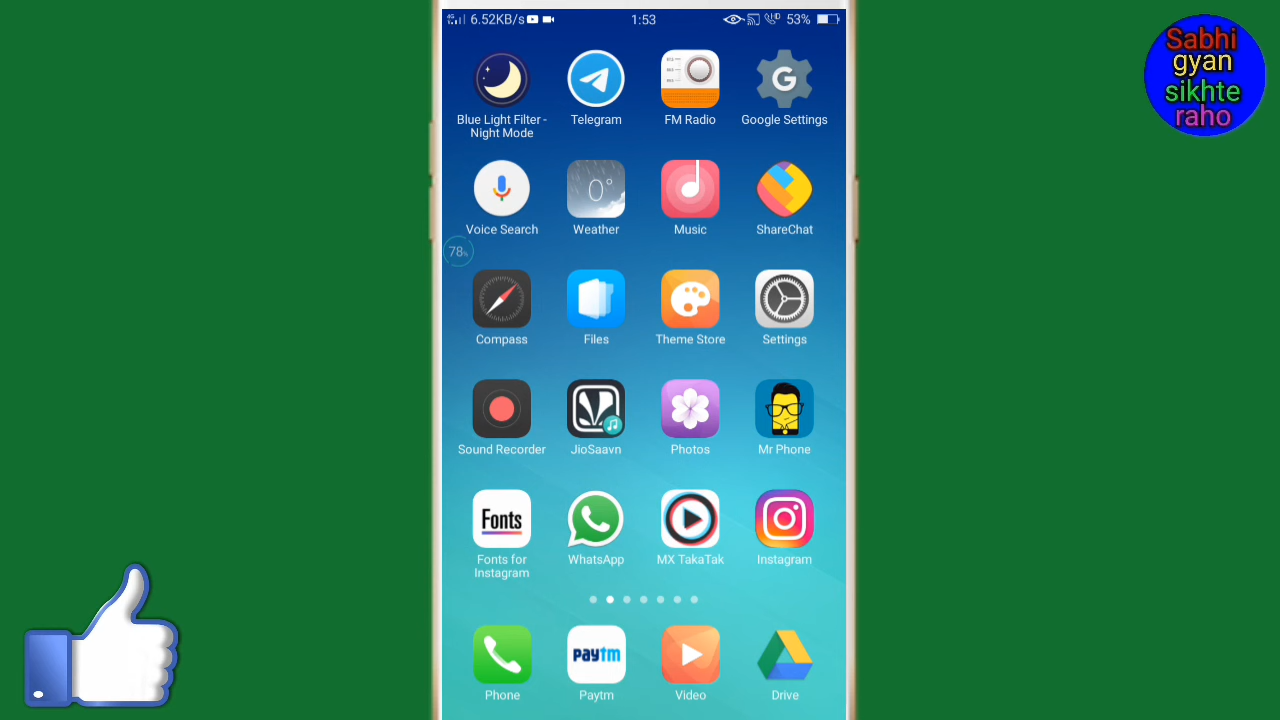 6.52KB/s
1:53
53%
Sabhi
gyan
sikhte
raho
Blue Light Filter -
Night Mode
Telegram
FM Radio
Google Settings
0°
Voice Search
Weather
Music
ShareChat
78%
Compass
Files
Theme Store
Settings
Sound Recorder
JioSaavn
Photos
Mr Phone
Fonts
Fonts for
Instagram
WhatsApp
MX TakaTak
Instagram
paytm
Phone
Paytm
Video
Drive